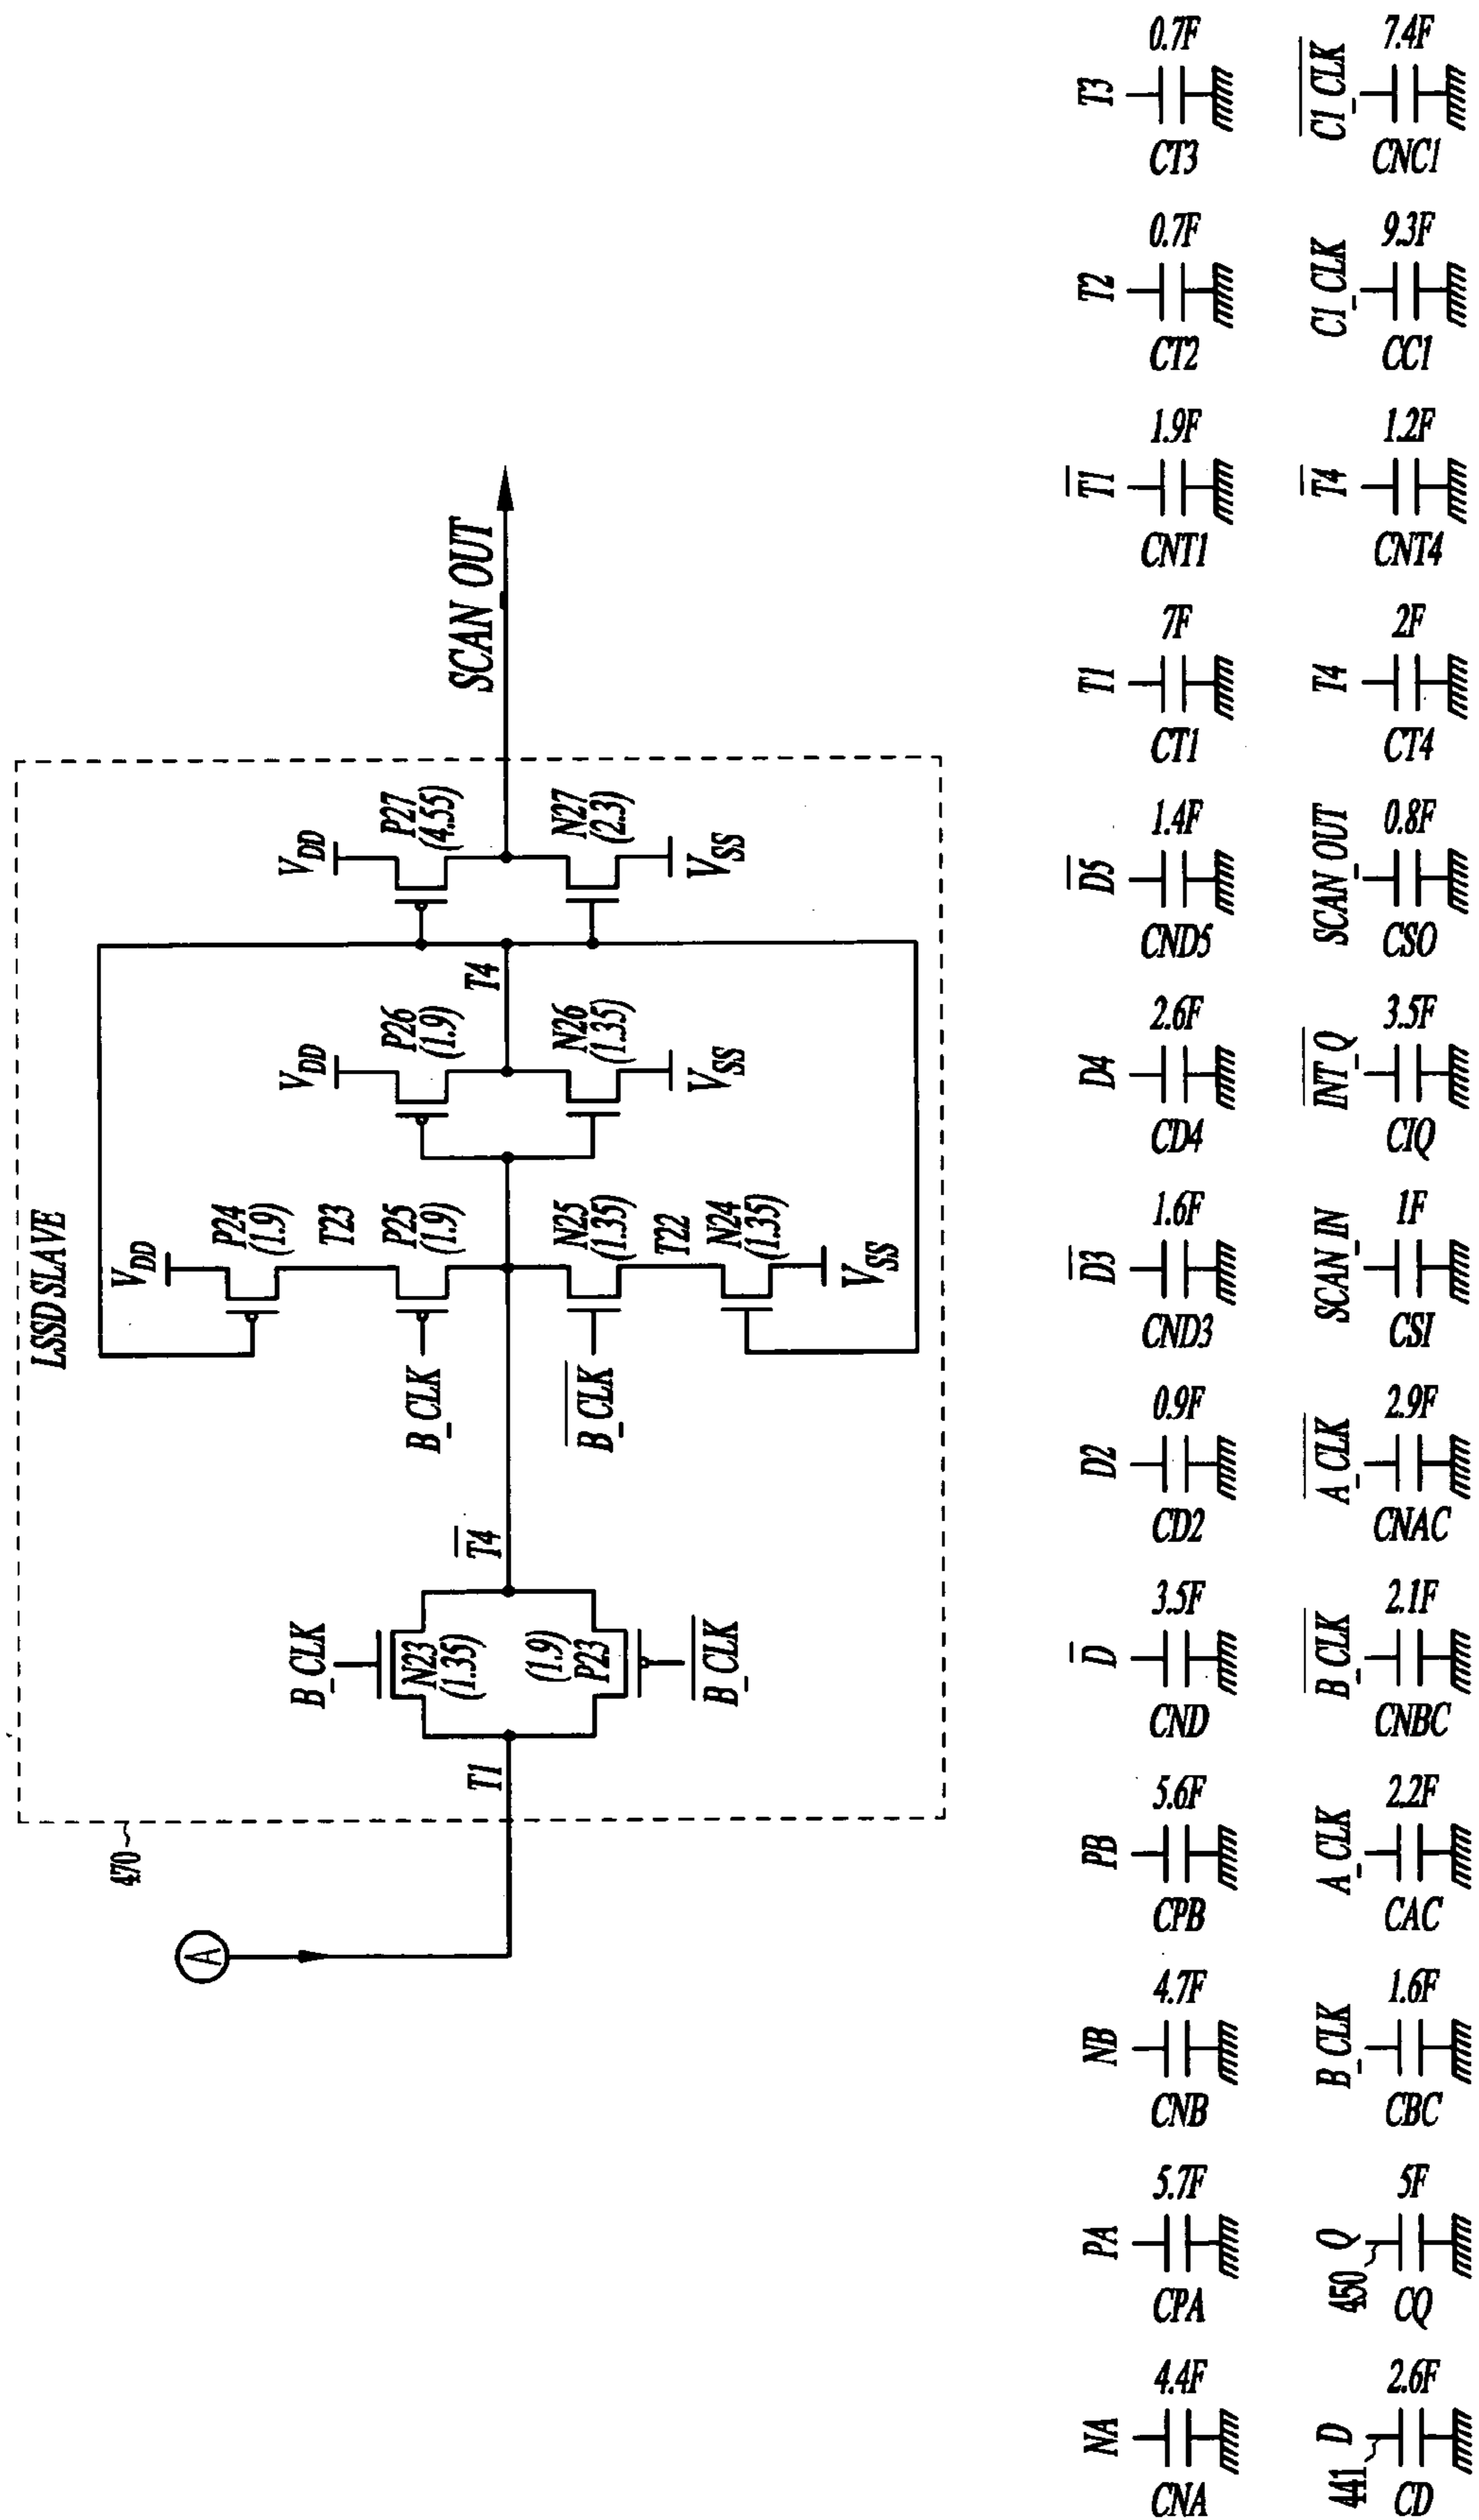 LSSD SLAVE
470
A
T1
B_CLK
N23
(1.35)
(1.9)
P23
B_CLK
T4
B_CLK
B_CLK
VDD
P24
(1.9)
T23
P25
(1.9)
N25
(1.35)
T22
N24
(1.35)
VSS
VDD
P26
(1.9)
N26
(1.35)
VSS
T4
VDD
P27
(4.55)
N27
(2.3)
VSS
SCAN_OUT
NA
4.4F
CNA
PA
5.7F
CPA
NB
4.7F
CNB
PB
5.6F
CPB
D
3.5F
CND
D2
0.9F
CD2
D3
1.6F
CND3
D4
2.6F
CD4
D5
1.4F
CND5
T1
7F
CT1
T1
1.9F
CNT1
T2
0.7F
CT2
T3
0.7F
CT3
441
D
2.6F
CD
450
Q
5F
CQ
B_CLK
1.6F
CBC
A_CLK
2.2F
CAC
B_CLK
2.1F
CNBC
A_CLK
2.9F
CNAC
SCAN_IN
1F
CSI
INT_Q
3.5F
CIQ
SCAN_OUT
0.8F
CSO
T4
2F
CT4
T4
1.2F
CNT4
C1_CLK
9.3F
CC1
C1_CLK
7.4F
CNC1